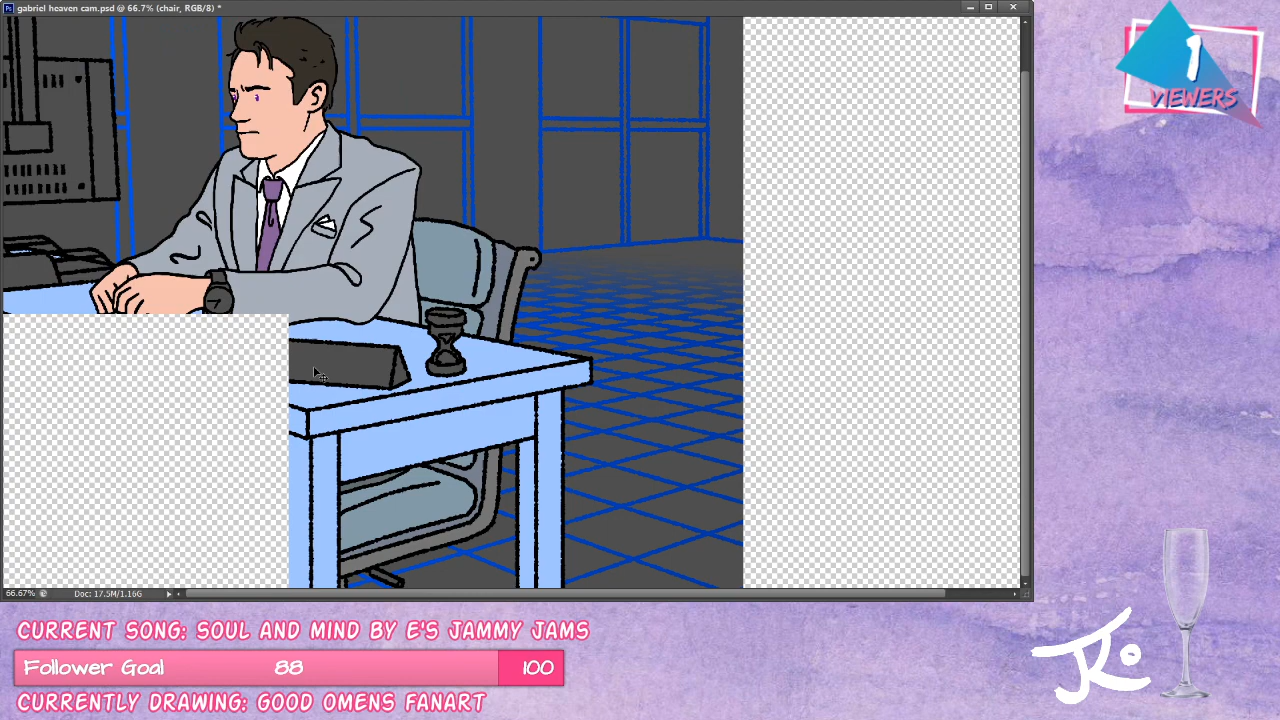 gabriel heaven cam.psd @ 66.7% (chair, RGB/8) *
1
VIEWERS
66.67%
Doc: 17.5M/1.16G
CURRENT SONG: SOUL AND MIND BY E'S JAMMY JAMS
Follower Goal 88 100
CURRENTLY DRAWING: GOOD OMENS FANART